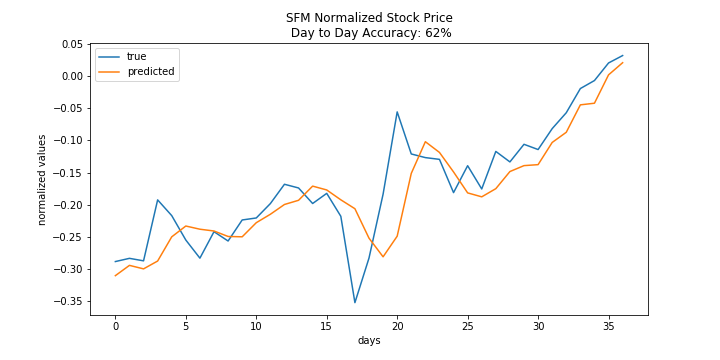 SFM Normalized Stock Price
Day to Day Accuracy: 62%
true
predicted
normalized values
0.05
0.00
−0.05
−0.10
−0.15
−0.20
−0.25
−0.30
−0.35
0 5 10 15 20 25 30 35
days